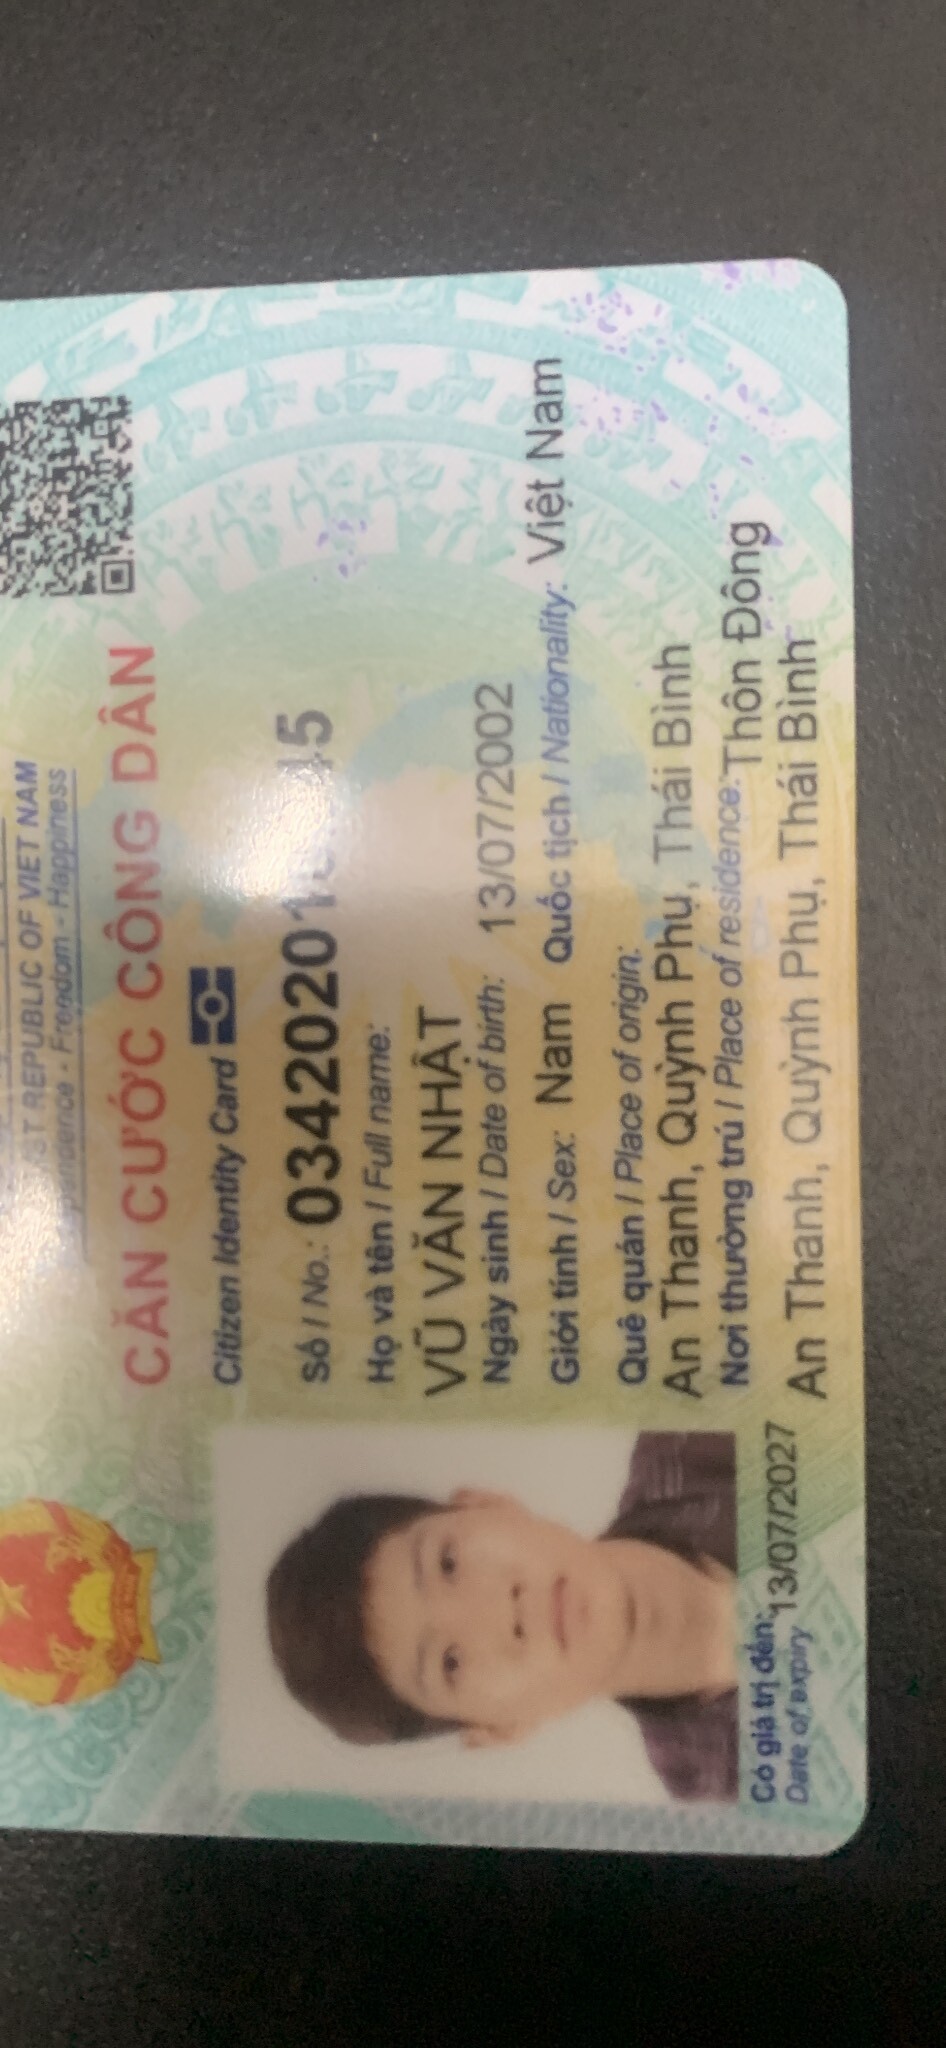 ST REPUBLIC OF VIET NAM
Freedom - Happiness
CĂN CƯỚC CÔNG DÂN
Citizen Identity Card
Số / No.:
Họ và tên / Full name:
VŨ VĂN NHẬT
Ngày sinh / Date of birth: 13/07/2002
Giới tính / Sex: Nam Quốc tịch / Nationality: Việt Nam
Quê quán / Place of origin:
An Thanh, Quỳnh Phụ, Thái Bình
Nơi thường trú / Place of residence: Thôn Đông
An Thanh, Quỳnh Phụ, Thái Bình
Có giá trị đến: 13/07/2027
Date of expiry